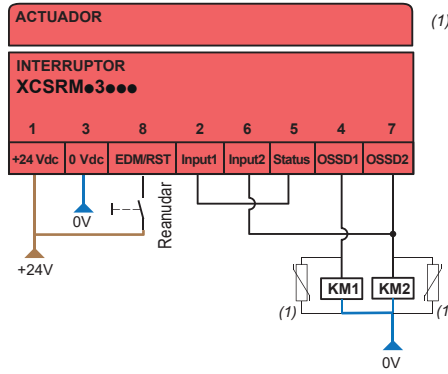 ACTUADOR
(1)
INTERRUPTOR
XCSRM●3●●●
1 3 8 2 6 5 4 7
+24 Vdc 0 Vdc EDM/RST Input1 Input2 Status OSSD1 OSSD2
Reanudar
0V
+24V
KM1 KM2
(1) (1
0V